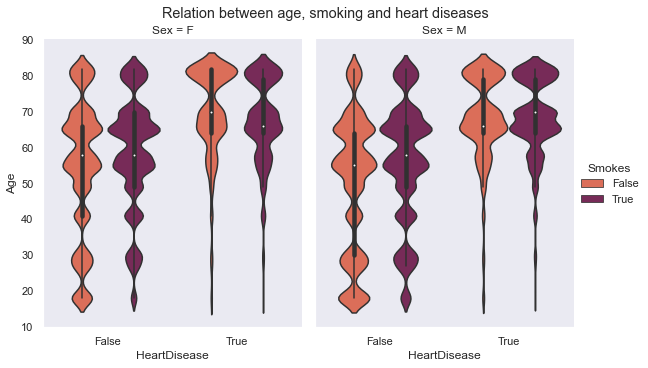 Relation between age, smoking and heart diseases
Sex = F
Sex = M
90
80
70
60
50
40
30
20
10
Age
False
True
HeartDisease
False
True
HeartDisease
Smokes
False
True